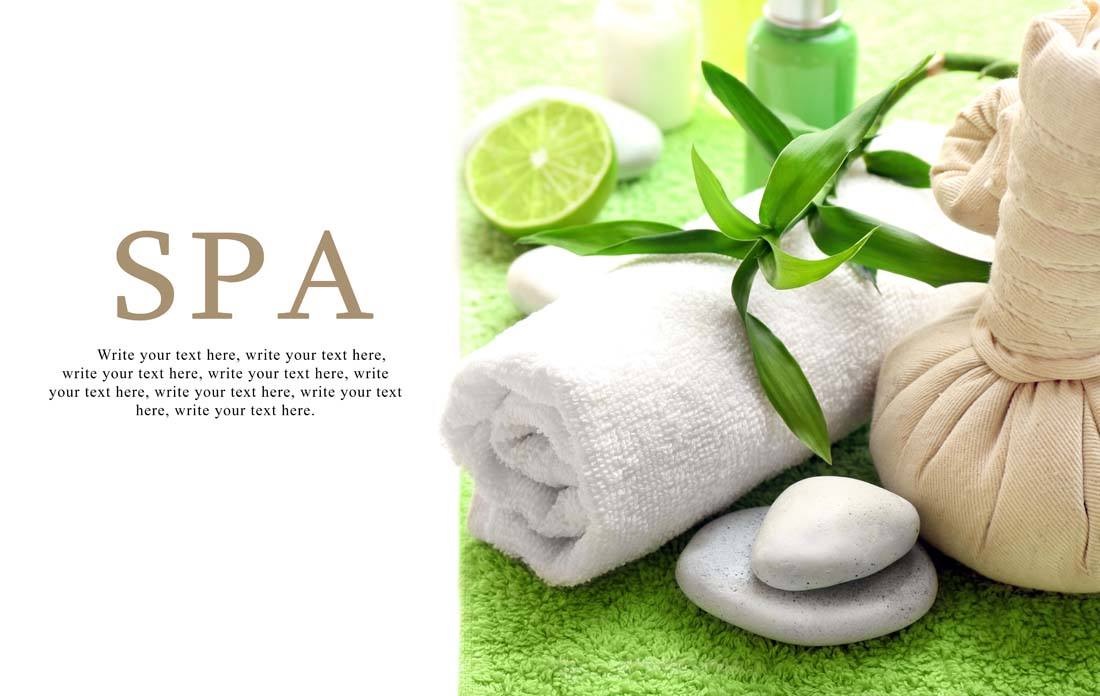 SPA
Write your text here, write your text here,
write your text here, write your text here, write
your text here, write your text here, write your text
here, write your text here.